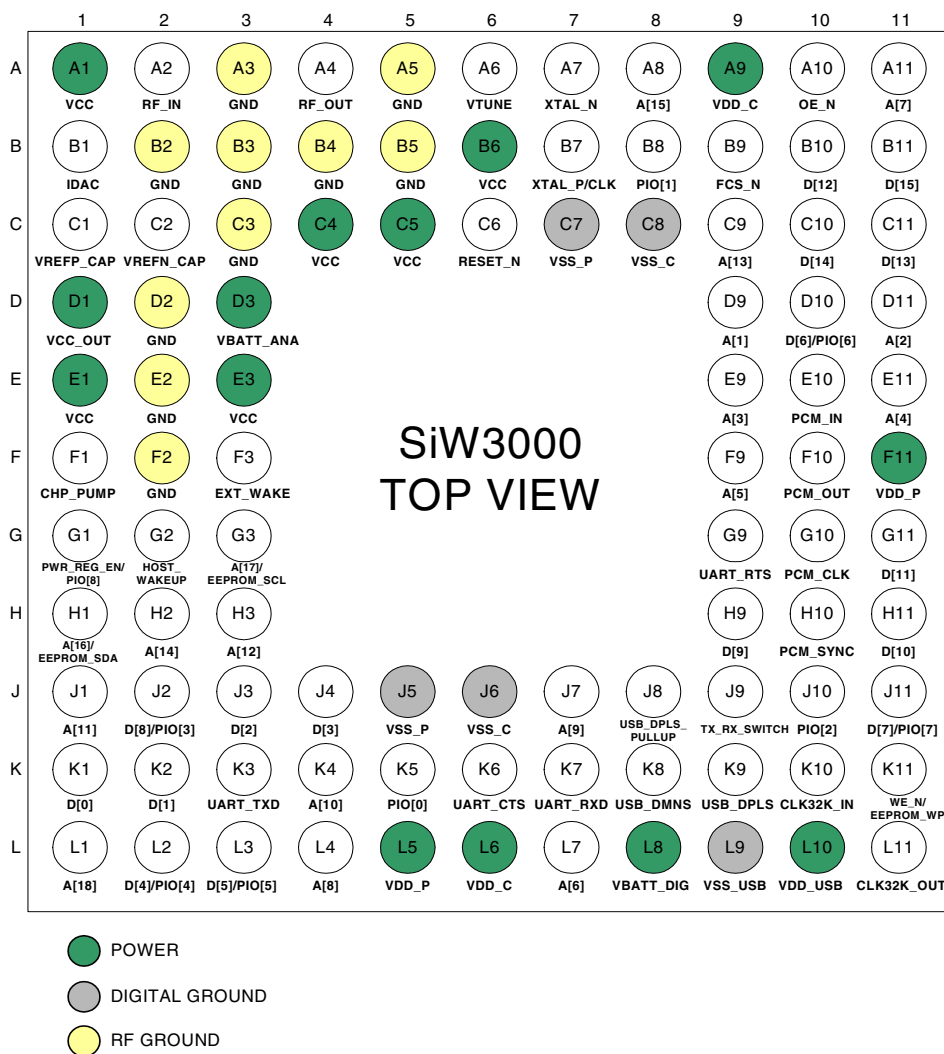 1 2 3 4 5 6 7 8 9 10 11
A A1 A2 A3 A4 A5 A6 A7 A8 A9 A10 A11
VCC RF_IN GND RF_OUT GND VTUNE XTAL_N A[15] VDD_C OE_N A[7]
B B1 B2 B3 B4 B5 B6 B7 B8 B9 B10 B11
IDAC GND GND GND GND VCC XTAL_P/CLK PIO[1] FCS_N D[12] D[15]
C C1 C2 C3 C4 C5 C6 C7 C8 C9 C10 C11
VREFP_CAP VREFN_CAP GND VCC VCC RESET_N VSS_P VSS_C A[13] D[14] D[13]
D D1 D2 D3 D9 D10 D11
VCC_OUT GND VBATT_ANA A[1] D[6]/PIO[6] A[2]
E E1 E2 E3 E9 E10 E11
VCC GND VCC A[3] PCM_IN A[4]
SiW3000
TOP VIEW
F F1 F2 F3 F9 F10 F11
CHP_PUMP GND EXT_WAKE A[5] PCM_OUT VDD_P
G G1 G2 G3 G9 G10 G11
PWR_REG_EN/ HOST_ A[17]/ UART_RTS PCM_CLK D[11]
PIO[8] WAKEUP EEPROM_SCL
H H1 H2 H3 H9 H10 H11
A[16]/ A[14] A[12] D[9] PCM_SYNC D[10]
EEPROM_SDA
J J1 J2 J3 J4 J5 J6 J7 J8 J9 J10 J11
A[11] D[8]/PIO[3] D[2] D[3] VSS_P VSS_C A[9] USB_DPLS_ TX_RX_SWITCH PIO[2] D[7]/PIO[7]
PULLUP
K K1 K2 K3 K4 K5 K6 K7 K8 K9 K10 K11
D[0] D[1] UART_TXD A[10] PIO[0] UART_CTS UART_RXD USB_DMNS USB_DPLS CLK32K_IN WE_N/
EEPROM_WP
L L1 L2 L3 L4 L5 L6 L7 L8 L9 L10 L11
A[18] D[4]/PIO[4] D[5]/PIO[5] A[8] VDD_P VDD_C A[6] VBATT_DIG VSS_USB VDD_USB CLK32K_OUT
POWER
DIGITAL GROUND
RF GROUND